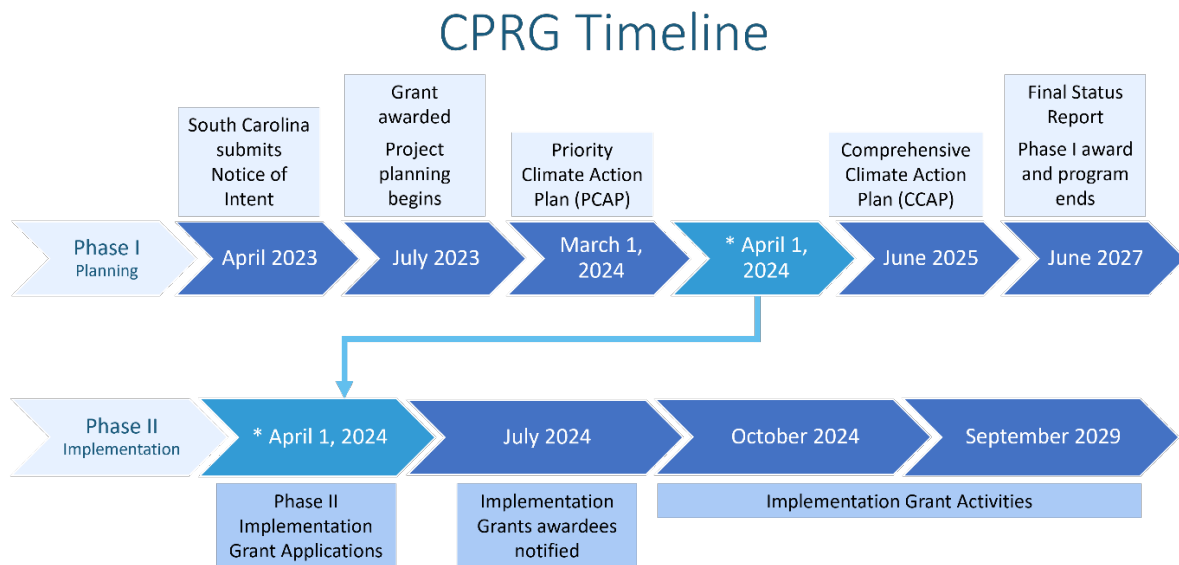 CPRG Timeline
South Carolina
submits
Notice of
Intent
Grant
awarded
Project
planning
begins
Priority
Climate Action
Plan (PCAP)
Comprehensive
Climate Action
Plan (CCAP)
Final Status
Report
Phase I award
and program
ends
Phase I
Planning
April 2023
July 2023
March 1,
2024
* April 1,
2024
June 2025
June 2027
Phase II
Implementation
* April 1, 2024
July 2024
October 2024
September 2029
Phase II
Implementation
Grant Applications
Implementation
Grants awardees
notified
Implementation Grant Activities